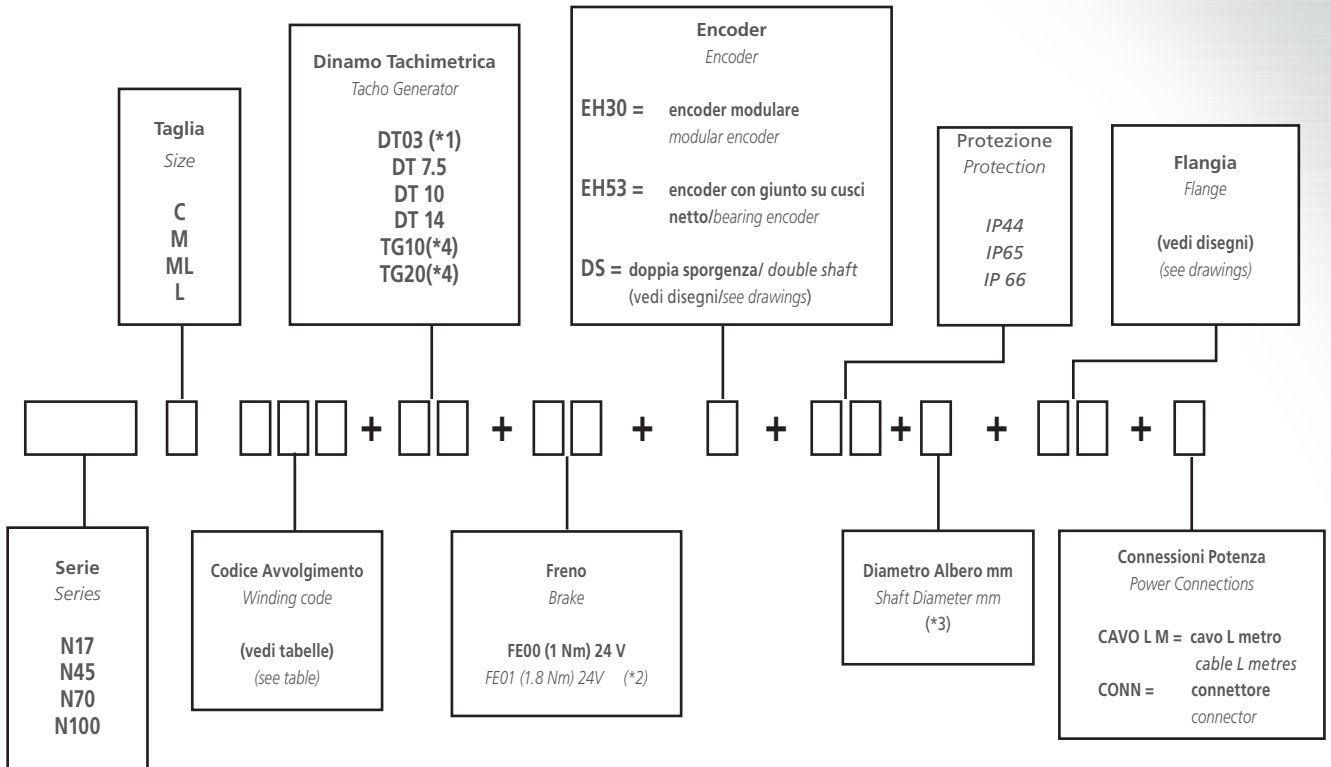 Taglia
Size
C
M
ML
L
Dinamo Tachimetrica
Tacho Generator
DT03 (*1)
DT 7.5
DT 10
DT 14
TG10(*4)
TG20(*4)
Encoder
Encoder
EH30 = encoder modulare
modular encoder
EH53 = encoder con giunto su cusci
netto/bearing encoder
DS = doppia sporgenza/ double shaft
(vedi disegni/see drawings)
Protezione
Protection
IP44
IP65
IP 66
Flangia
Flange
(vedi disegni)
(see drawings)
+ + + + + + +
Serie
Series
N17
N45
N70
N100
Codice Avvolgimento
Winding code
(vedi tabelle)
(see table)
Freno
Brake
FE00 (1 Nm) 24 V
FE01 (1.8 Nm) 24V (*2)
Diametro Albero mm
Shaft Diameter mm
(*3)
Connessioni Potenza
Power Connections
CAVO L M = cavo L metro
cable L metres
CONN = connettore
connector